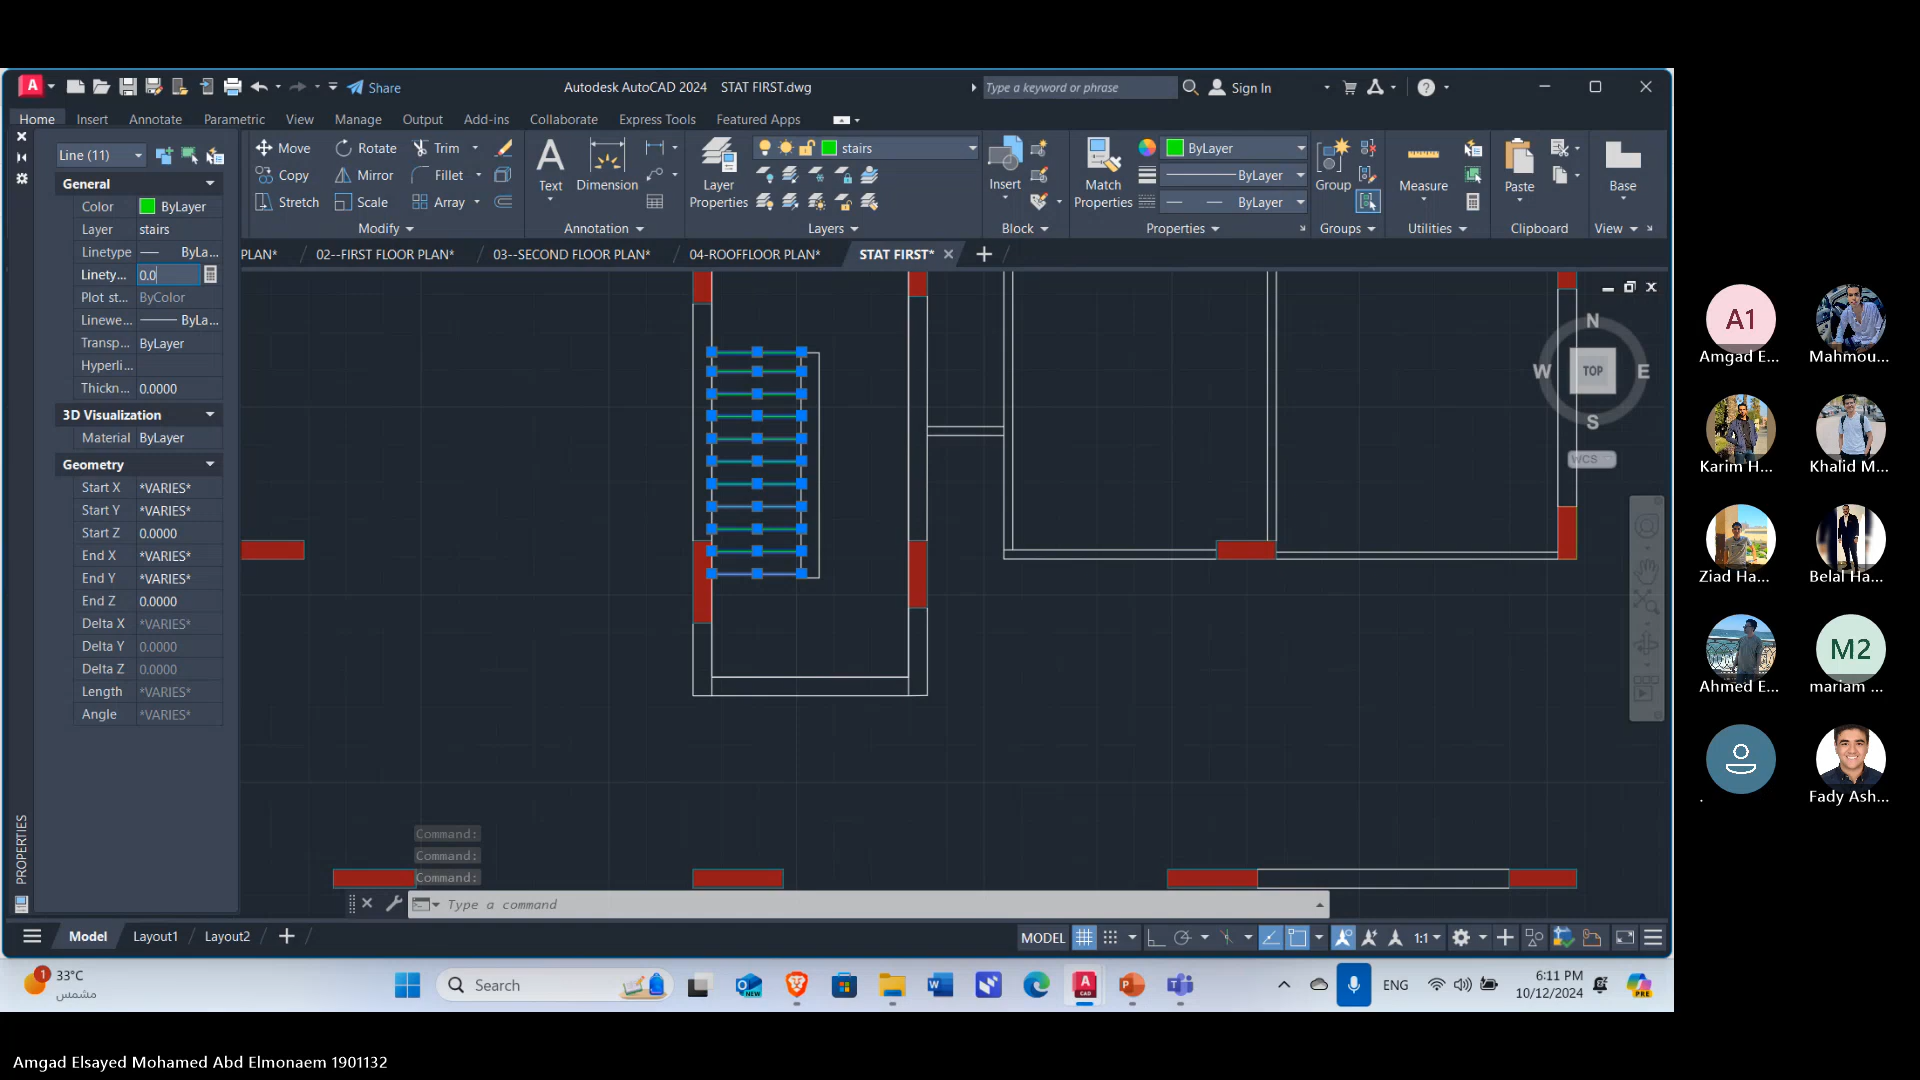 A
Share
Autodesk AutoCAD 2024 STAT FIRST.dwg
Type a keyword or phrase
Sign In
Home Insert Annotate Parametric View Manage Output Add-ins Collaborate Express Tools Featured Apps
Move Rotate Trim
Copy Mirror Fillet
Stretch Scale Array
Modify
Text
Dimension
Annotation
Layer Properties
stairs
Layers
Insert
Block
Match Properties
ByLayer
ByLayer
ByLayer
Properties
Group
Groups
Measure
Utilities
Paste
Clipboard
Base
View
PLAN* 02--FIRST FLOOR PLAN* 03--SECOND FLOOR PLAN* 04-ROOFFLOOR PLAN* STAT FIRST*
Line (11)
General
Color ByLayer
Layer stairs
Linetype ByLa...
Linety... 0.0
Plot st... ByColor
Linewe... ByLa...
Transp... ByLayer
Hyperli...
Thickn... 0.0000
3D Visualization
Material ByLayer
Geometry
Start X *VARIES*
Start Y *VARIES*
Start Z 0.0000
End X *VARIES*
End Y *VARIES*
End Z 0.0000
Delta X *VARIES*
Delta Y 0.0000
Delta Z 0.0000
Length *VARIES*
Angle *VARIES*
PROPERTIES
N
W TOP E
S
WCS
Command:
Command:
Command:
Type a command
Model Layout1 Layout2
MODEL
1:1
1
33°C
مشمس
Search
NEW
W
A
CAD
P
T
ENG
6:11 PM
10/12/2024
PRE
A1
Amgad E...
Mahmou...
Karim H...
Khalid M...
Ziad Ha...
Belal Ha...
Ahmed E...
M2
mariam ...
.
Fady Ash...
Amgad Elsayed Mohamed Abd Elmonaem 1901132